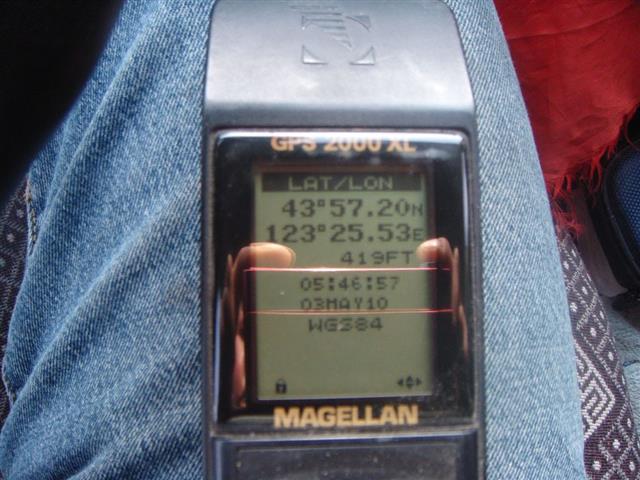 GPS 2000 XL
LAT/LON
43°57.20N
123°25.53E
419FT
05:46:57
03MAY10
WGS84
MAGELLAN